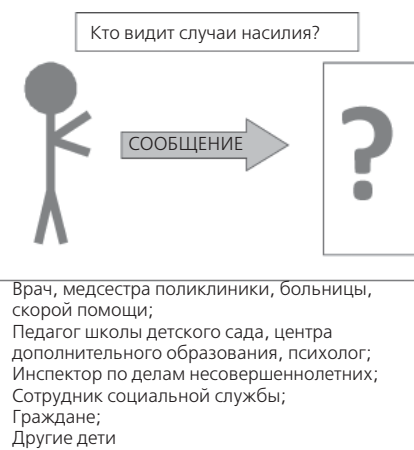 Кто видит случаи насилия?
СООБЩЕНИЕ
?
Врач, медсестра поликлиники, больницы,
скорой помощи;
Педагог школы детского сада, центра
дополнительного образования, психолог;
Инспектор по делам несовершеннолетних;
Сотрудник социальной службы;
Граждане;
Другие дети